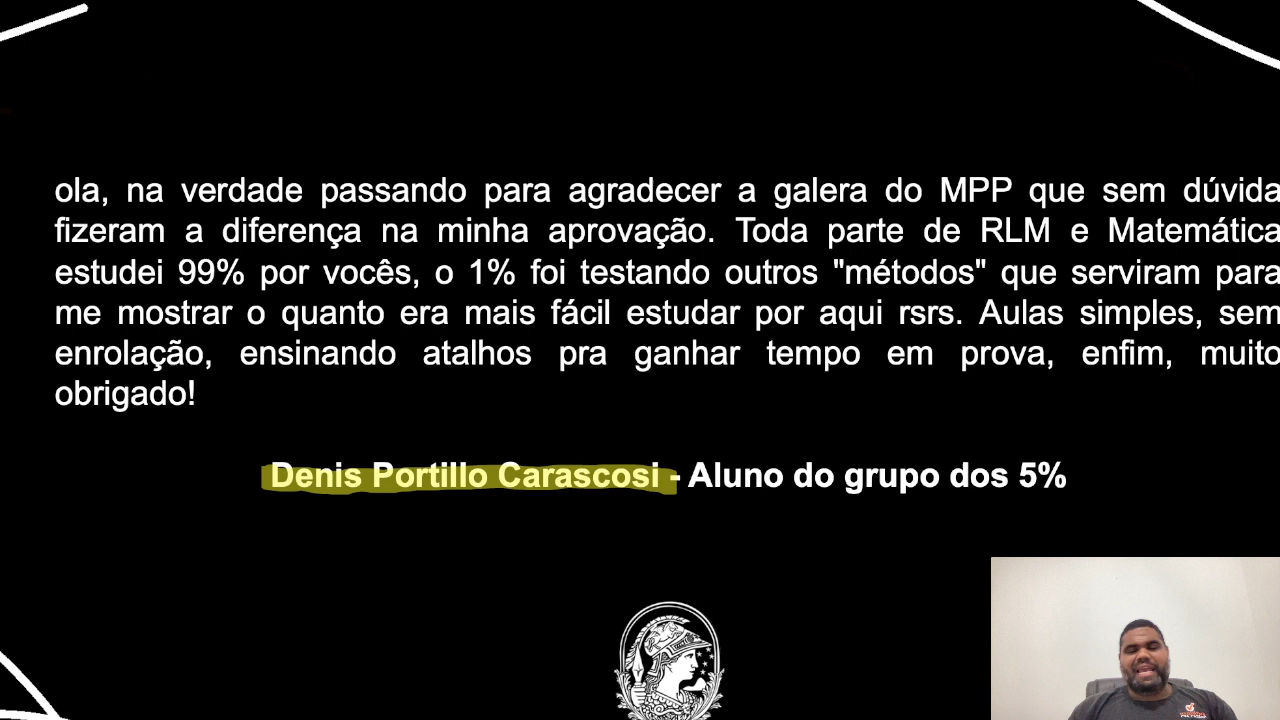 ola, na verdade passando para agradecer a galera do MPP que sem dúvida
fizeram a diferença na minha aprovação. Toda parte de RLM e Matemática
estudei 99% por vocês, o 1% foi testando outros "métodos" que serviram para
me mostrar o quanto era mais fácil estudar por aqui rsrs. Aulas simples, sem
enrolação, ensinando atalhos pra ganhar tempo em prova, enfim, muito
obrigado!
Denis Portillo Carascosi - Aluno do grupo dos 5%